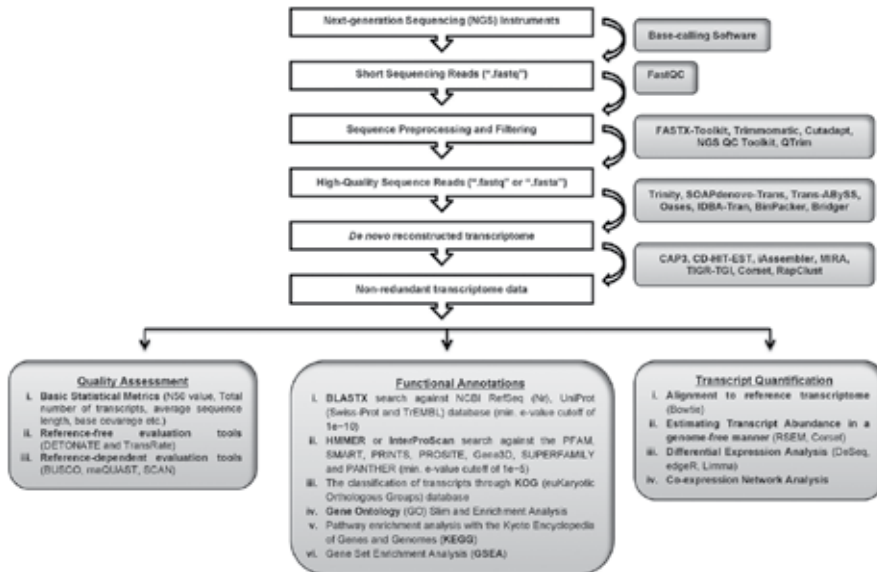 Next-generation Sequencing (NGS) Instruments
Base-calling Software
Short Sequencing Reads (".fastq")
FastQC
Sequence Preprocessing and Filtering
FASTX-Toolkit, Trimmomatic, Cutadapt,
NGS QC Toolkit, QTrim
High-Quality Sequence Reads (".fastq" or ".fasta")
Trinity, SOAPdenovo-Trans, Trans-ABySS,
Oases, IDBA-Tran, BinPacker, Bridger
De novo reconstructed transcriptome
CAP3, CD-HIT-EST, iAssembler, MIRA,
TIGR-TGI, Corset, RapClust
Non-redundant transcriptome data
Quality Assessment
i. Basic Statistical Metrics (N50 value, Total
number of transcripts, average sequence
length, base coverage etc.)
ii. Reference-free evaluation tools
(DETONATE and TransRate)
iii. Reference-dependent evaluation tools
(BUSCO, rnaQUAST, SCAN)
Functional Annotations
i. BLASTX search against NCBI RefSeq (Nr), UniProt
(Swiss-Prot and TrEMBL) database (min. e-value cutoff of
1e−10)
ii. HMMER or InterProScan search against the PFAM,
SMART, PRINTS, PROSITE, Gene3D, SUPERFAMILY
and PANTHER (min. e-value cutoff of 1e−5)
iii. The classification of transcripts through KOG (euKaryotic
Orthologous Groups) database
iv. Gene Ontology (GO) Slim and Enrichment Analysis
v. Pathway enrichment analysis with the Kyoto Encyclopedia
of Genes and Genomes (KEGG)
vi. Gene Set Enrichment Analysis (GSEA)
Transcript Quantification
i. Alignment to reference transcriptome
(Bowtie)
ii. Estimating Transcript Abundance in a
genome-free manner (RSEM, Corset)
iii. Differential Expression Analysis (DeSeq,
edgeR, Limma)
iv. Co-expression Network Analysis